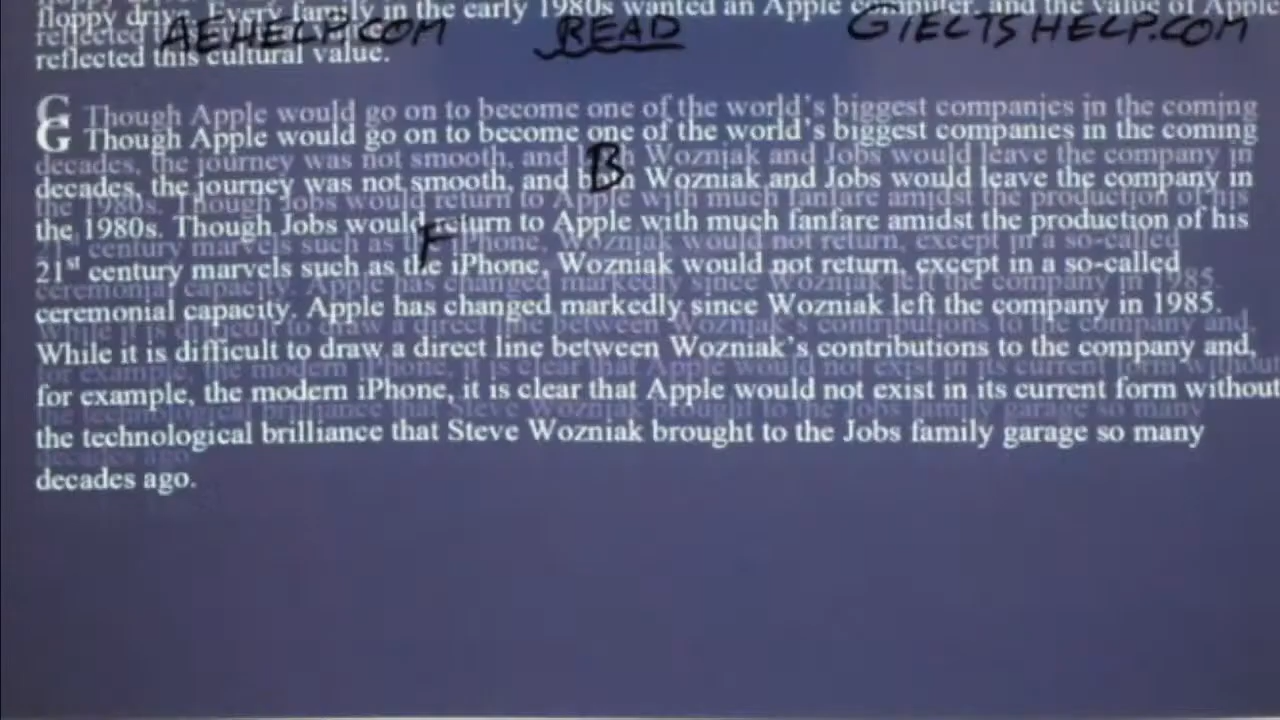 floppy drive. Every family in the early 1980s wanted an Apple computer, and the value of Apple
AEHELP.COM READ GIELTSHELP.COM
reflected this cultural value.
G Though Apple would go on to become one of the world's biggest companies in the coming
decades, the journey was not smooth, and both Wozniak and Jobs would leave the company in
B
the 1980s. Though Jobs would return to Apple with much fanfare amidst the production of his
F
21st century marvels such as the iPhone, Wozniak would not return, except in a so-called
ceremonial capacity. Apple has changed markedly since Wozniak left the company in 1985.
While it is difficult to draw a direct line between Wozniak's contributions to the company and,
for example, the modern iPhone, it is clear that Apple would not exist in its current form without
the technological brilliance that Steve Wozniak brought to the Jobs family garage so many
decades ago.